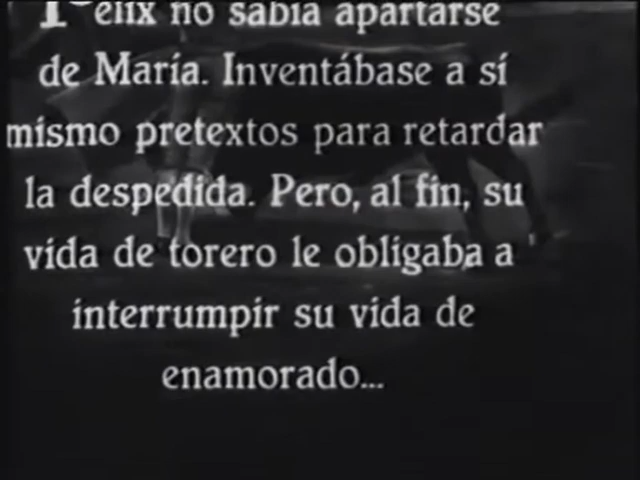 Félix no sabía apartarse
de María. Inventábase a sí
mismo pretextos para retardar
la despedida. Pero, al fin, su
vida de torero le obligaba a
interrumpir su vida de
enamorado...